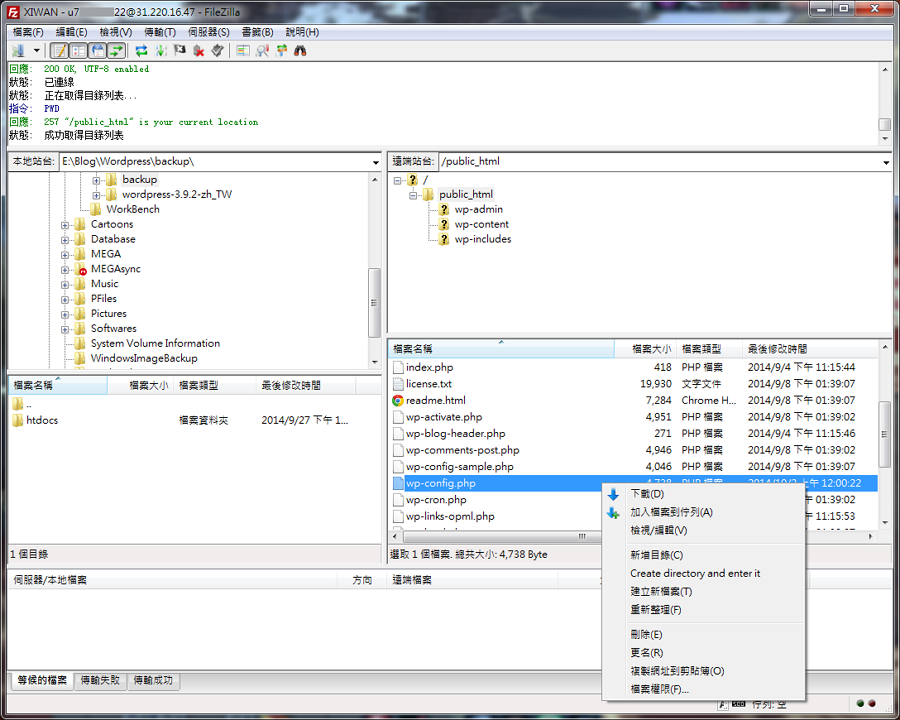 XIWAN - u7 22@31.220.16.47 - FileZilla
檔案(F) 編輯(E) 檢視(V) 傳輸(T) 伺服器(S) 書籤(B) 說明(H)
回應: 200 OK, UTF-8 enabled
狀態: 已連線
狀態: 正在取得目錄列表...
指令: PWD
回應: 257 "/public_html" is your current location
狀態: 成功取得目錄列表
本地站台: E:\Blog\Wordpress\backup\
backup
wordpress-3.9.2-zh_TW
WorkBench
Cartoons
Database
MEGA
MEGAsync
Music
PFiles
Pictures
Softwares
System Volume Information
WindowsImageBackup
檔案名稱 檔案大小 檔案類型 最後修改時間
..
htdocs 檔案資料夾 2014/9/27 下午 1...
1 個目錄
遠端站台: /public_html
/
public_html
wp-admin
wp-content
wp-includes
檔案名稱 檔案大小 檔案類型 最後修改時間
index.php 418 PHP 檔案 2014/9/4 下午 11:15:44
license.txt 19,930 文字文件 2014/9/8 下午 01:39:07
readme.html 7,284 Chrome H... 2014/9/8 下午 01:39:07
wp-activate.php 4,951 PHP 檔案 2014/9/8 下午 01:39:02
wp-blog-header.php 271 PHP 檔案 2014/9/4 下午 11:15:46
wp-comments-post.php 4,946 PHP 檔案 2014/9/8 下午 01:39:02
wp-config-sample.php 4,046 PHP 檔案 2014/9/8 下午 01:39:07
wp-config.php 4,738 PHP 檔案 上午 12:00:22
wp-cron.php 下午 01:39:02
wp-links-opml.php 下午 11:15:53
選取 1 個檔案. 總共大小: 4,738 Byte
下載(D)
加入檔案到佇列(A)
檢視/編輯(V)
新增目錄(C)
Create directory and enter it
建立新檔案(T)
重新整理(F)
刪除(E)
更名(R)
複製網址到剪貼簿(O)
檔案權限(F)...
伺服器/本地檔案 方向 遠端檔案
等候的檔案 傳輸失敗 傳輸成功
佇列: 空